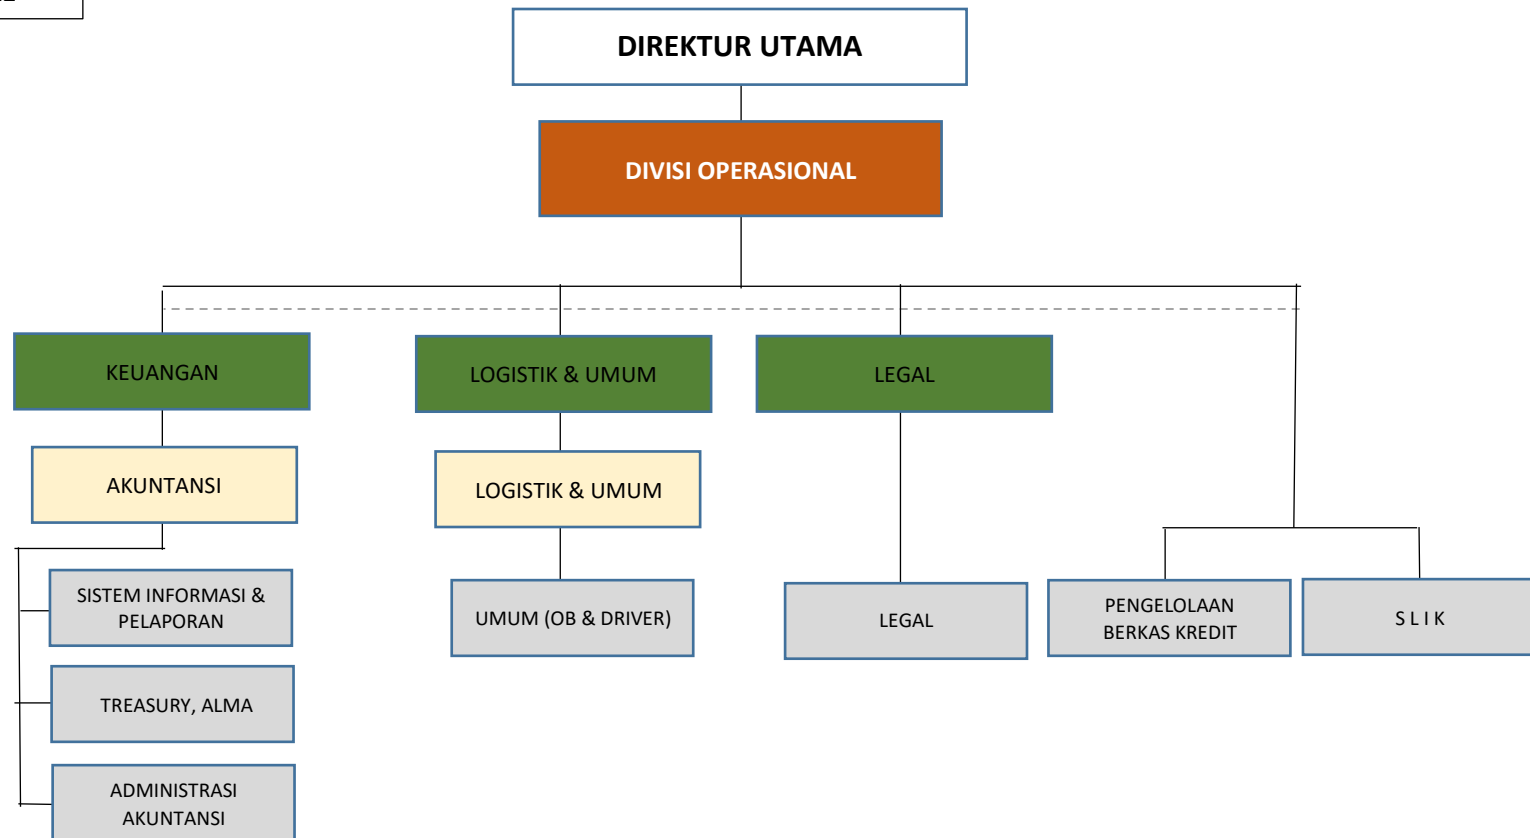 DIREKTUR UTAMA
DIVISI OPERASIONAL
KEUANGAN
LOGISTIK & UMUM
LEGAL
AKUNTANSI
LOGISTIK & UMUM
SISTEM INFORMASI &
PELAPORAN
UMUM (OB & DRIVER)
LEGAL
PENGELOLAAN
BERKAS KREDIT
S L I K
TREASURY, ALMA
ADMINISTRASI
AKUNTANSI